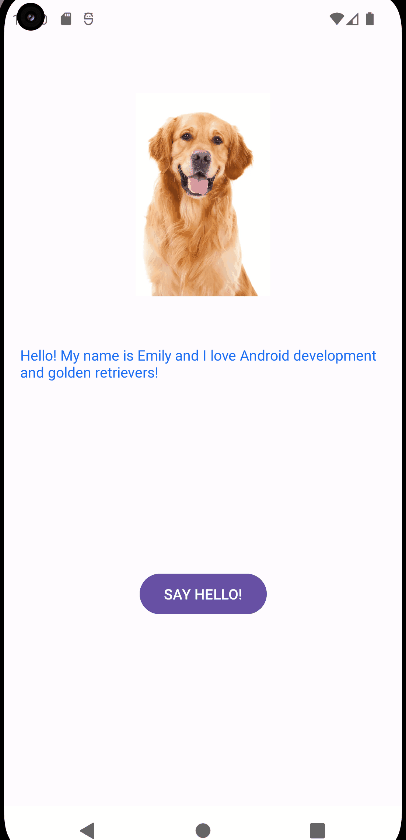 Hello! My name is Emily and I love Android development
and golden retrievers!
SAY HELLO!